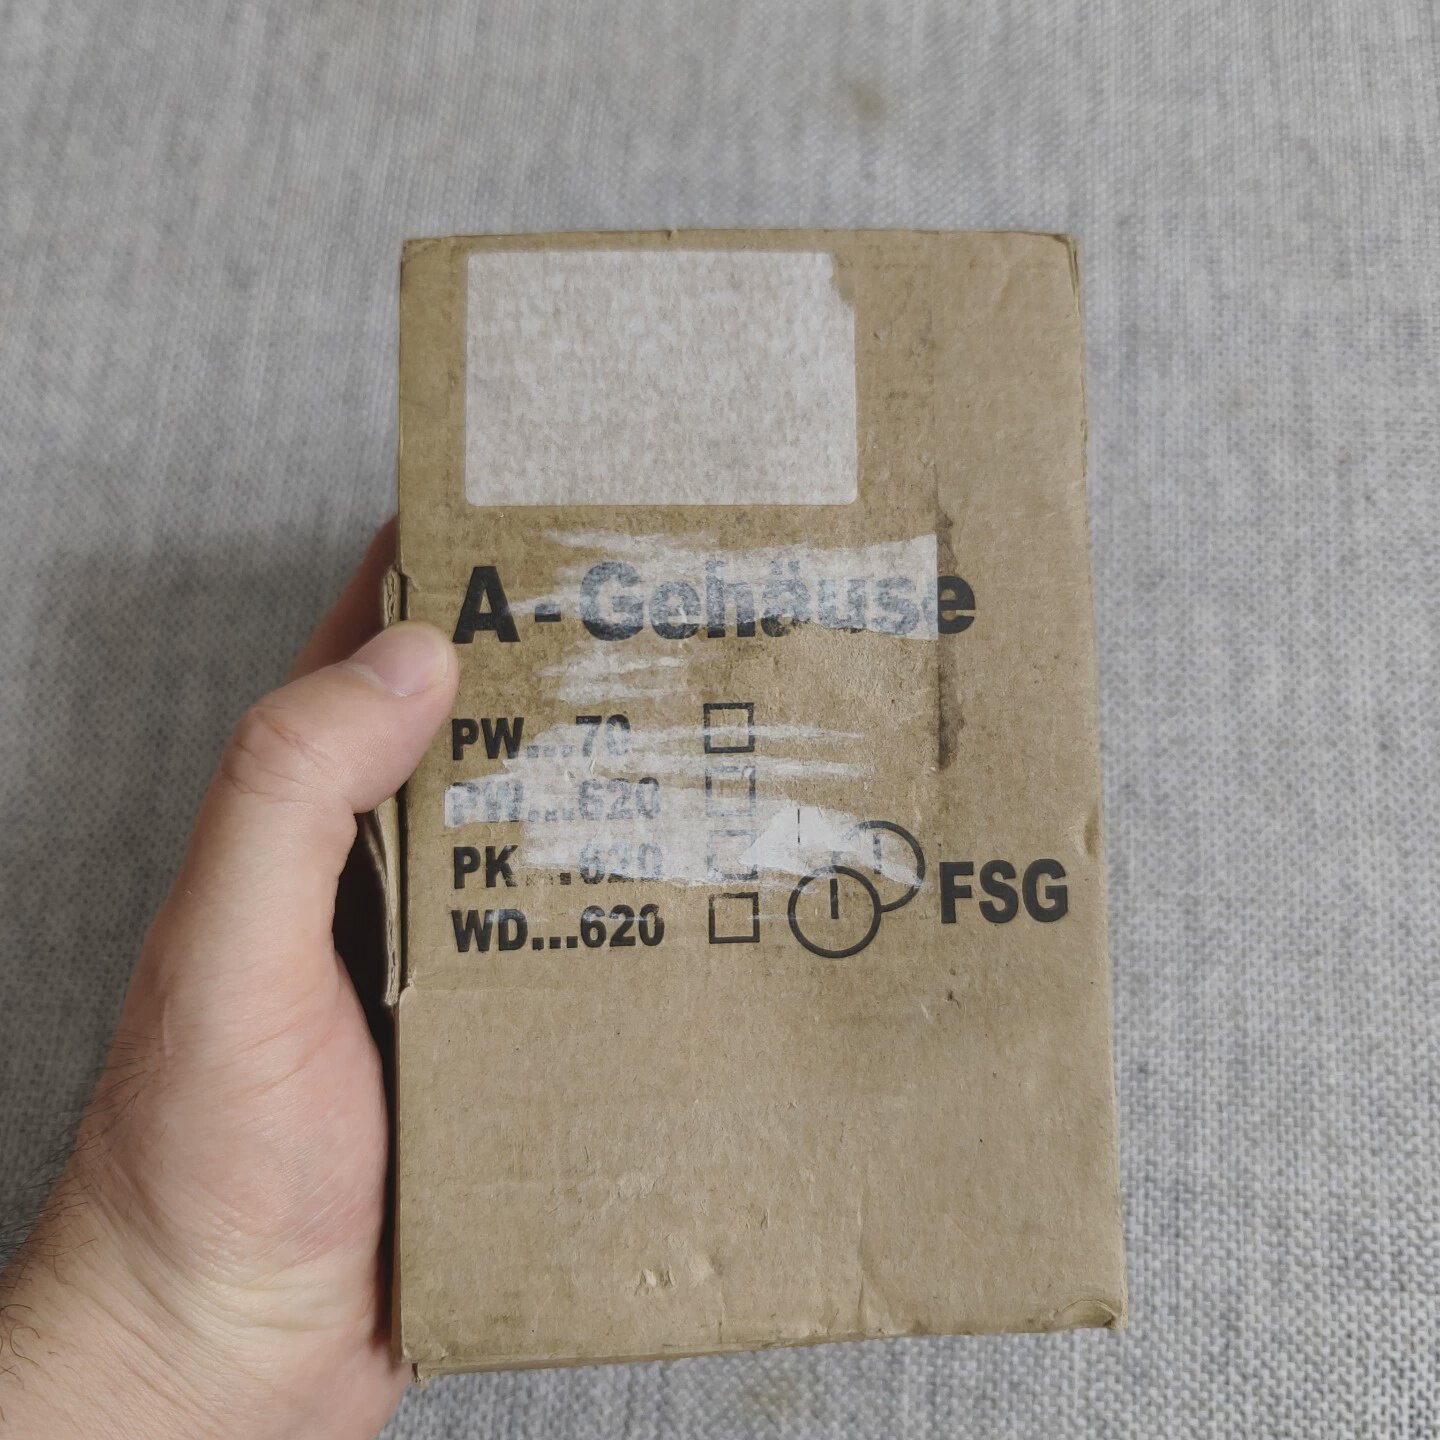 A - Gehäuse
PW...70
PW...620
PK...620
WD...620
FSG